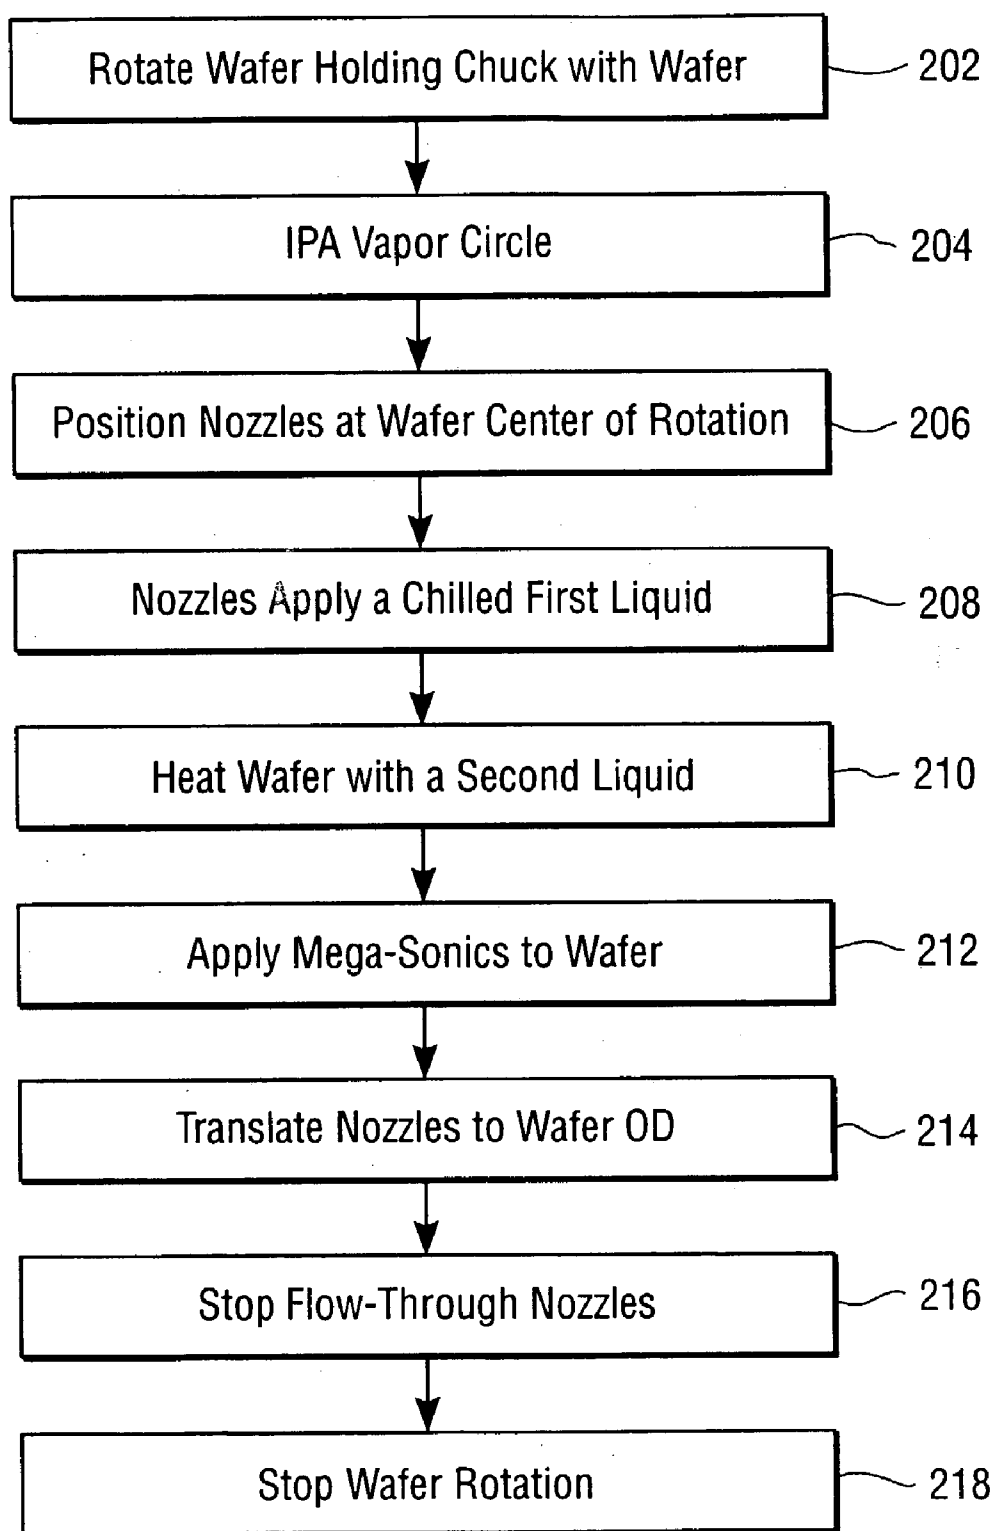 Rotate Wafer Holding Chuck with Wafer 202
IPA Vapor Circle 204
Position Nozzles at Wafer Center of Rotation 206
Nozzles Apply a Chilled First Liquid 208
Heat Wafer with a Second Liquid 210
Apply Mega-Sonics to Wafer 212
Translate Nozzles to Wafer OD 214
Stop Flow-Through Nozzles 216
Stop Wafer Rotation 218